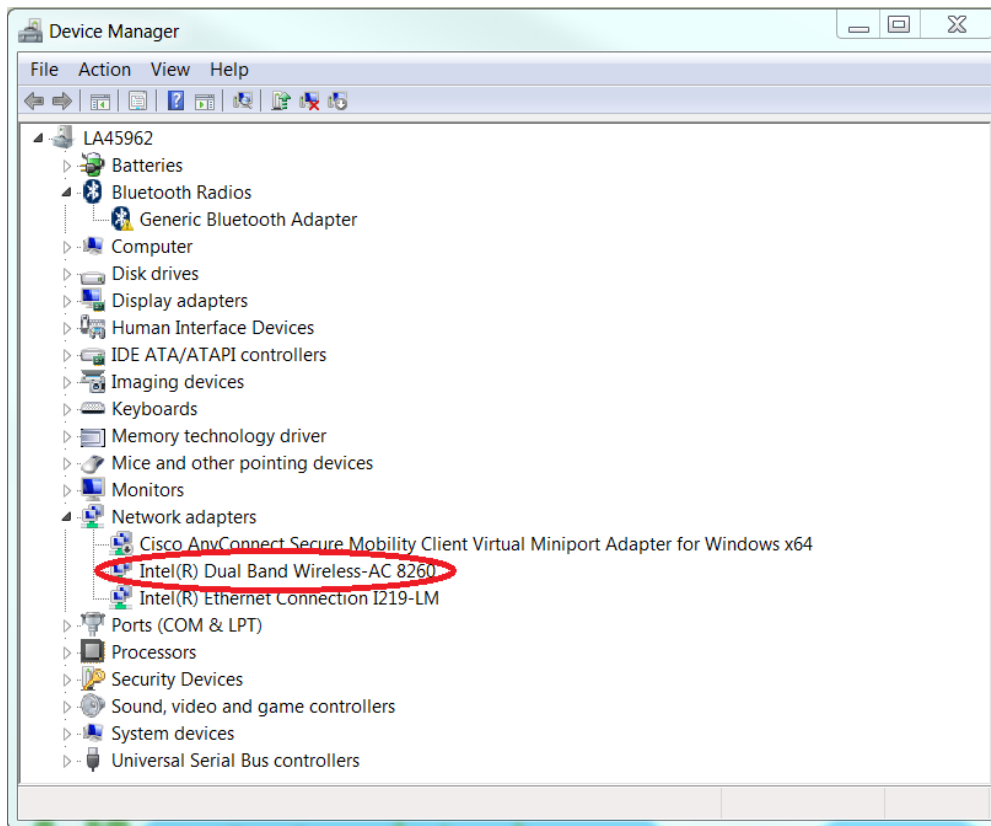 Device Manager
File Action View Help
LA45962
Batteries
Bluetooth Radios
Generic Bluetooth Adapter
Computer
Disk drives
Display adapters
Human Interface Devices
IDE ATA/ATAPI controllers
Imaging devices
Keyboards
Memory technology driver
Mice and other pointing devices
Monitors
Network adapters
Cisco AnyConnect Secure Mobility Client Virtual Miniport Adapter for Windows x64
Intel(R) Dual Band Wireless-AC 8260
Intel(R) Ethernet Connection I219-LM
Ports (COM & LPT)
Processors
Security Devices
Sound, video and game controllers
System devices
Universal Serial Bus controllers